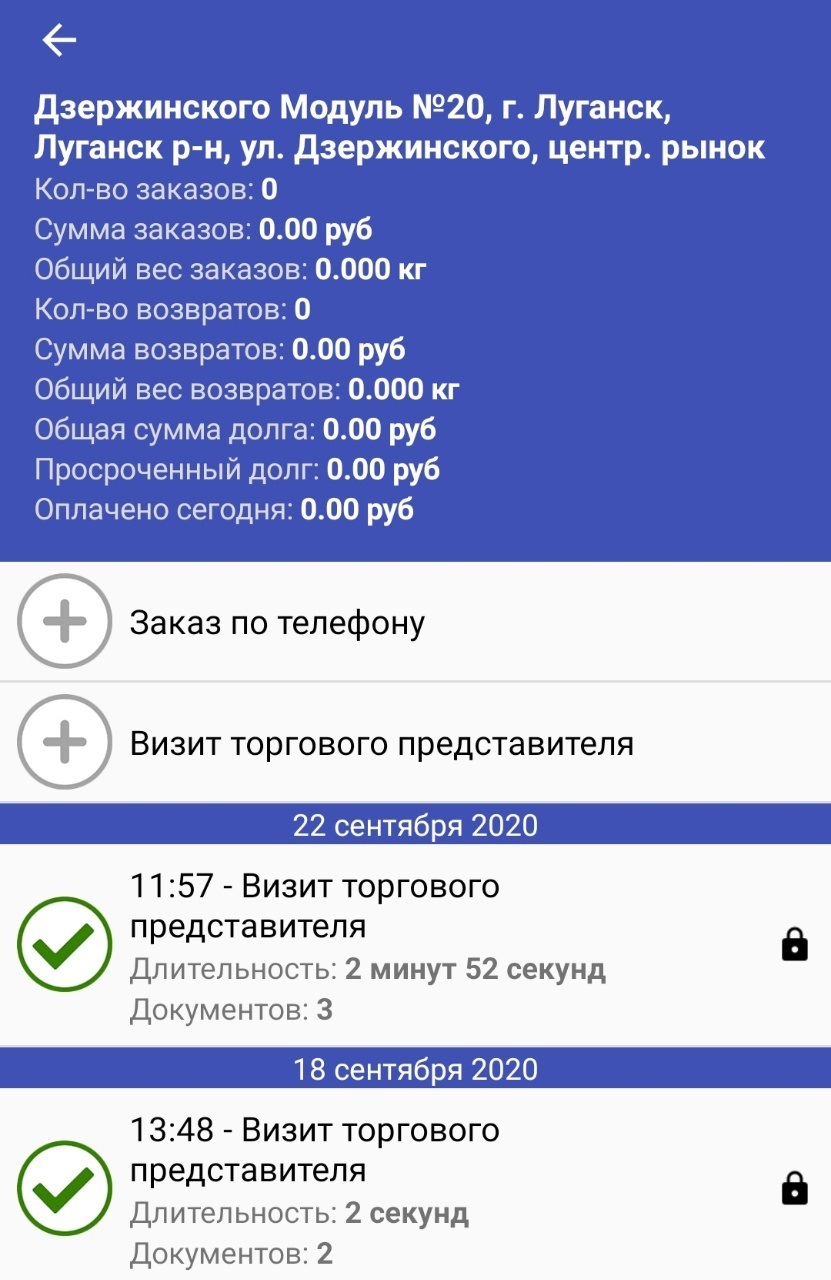 Дзержинского Модуль №20, г. Луганск,
Луганск р-н, ул. Дзержинского, центр. рынок
Кол-во заказов: 0
Сумма заказов: 0.00 руб
Общий вес заказов: 0.000 кг
Кол-во возвратов: 0
Сумма возвратов: 0.00 руб
Общий вес возвратов: 0.000 кг
Общая сумма долга: 0.00 руб
Просроченный долг: 0.00 руб
Оплачено сегодня: 0.00 руб
Заказ по телефону
Визит торгового представителя
22 сентября 2020
11:57 - Визит торгового
представителя
Длительность: 2 минут 52 секунд
Документов: 3
18 сентября 2020
13:48 - Визит торгового
представителя
Длительность: 2 секунд
Документов: 2